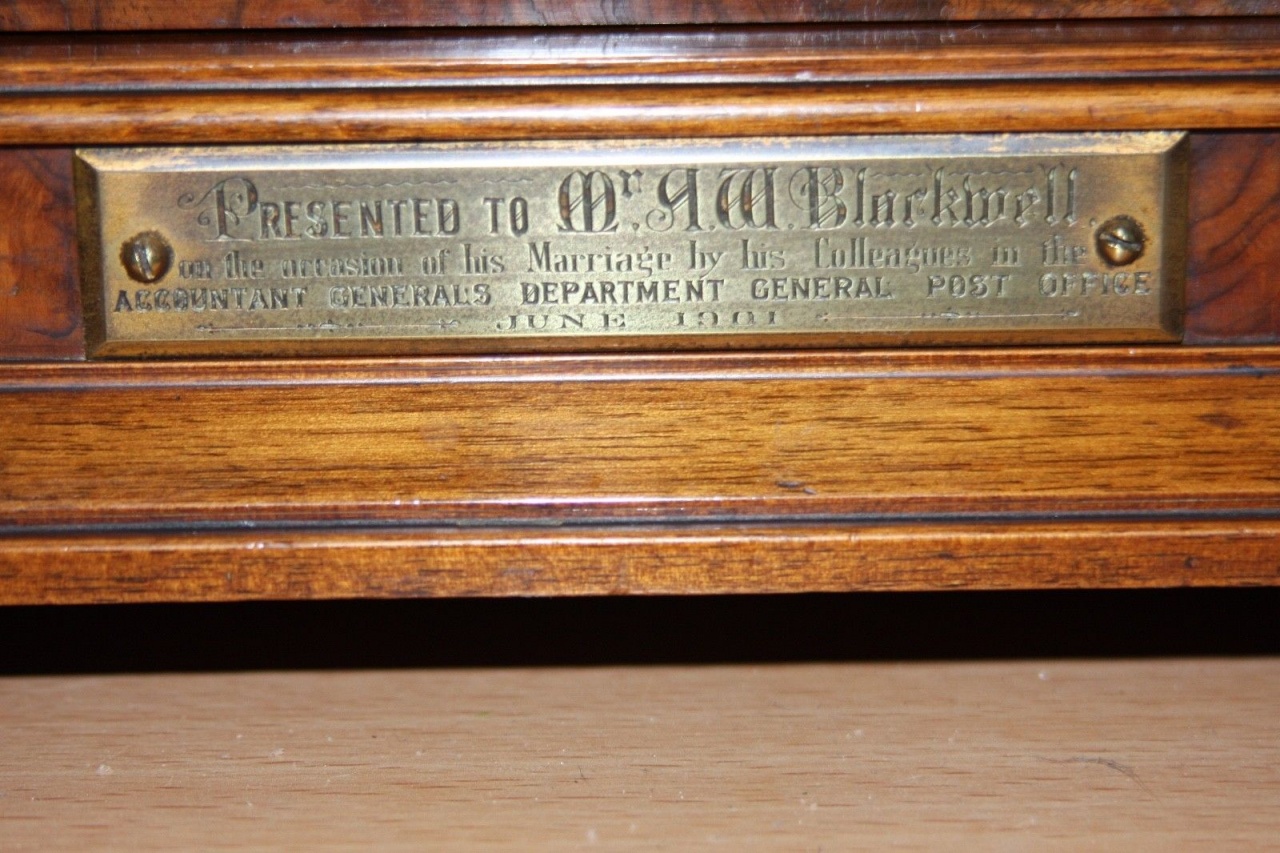 PRESENTED TO Mr. A. W. Blackwell
on the occasion of his Marriage by his Colleagues in the
ACCOUNTANT GENERALS DEPARTMENT GENERAL POST OFFICE
JUNE 1901